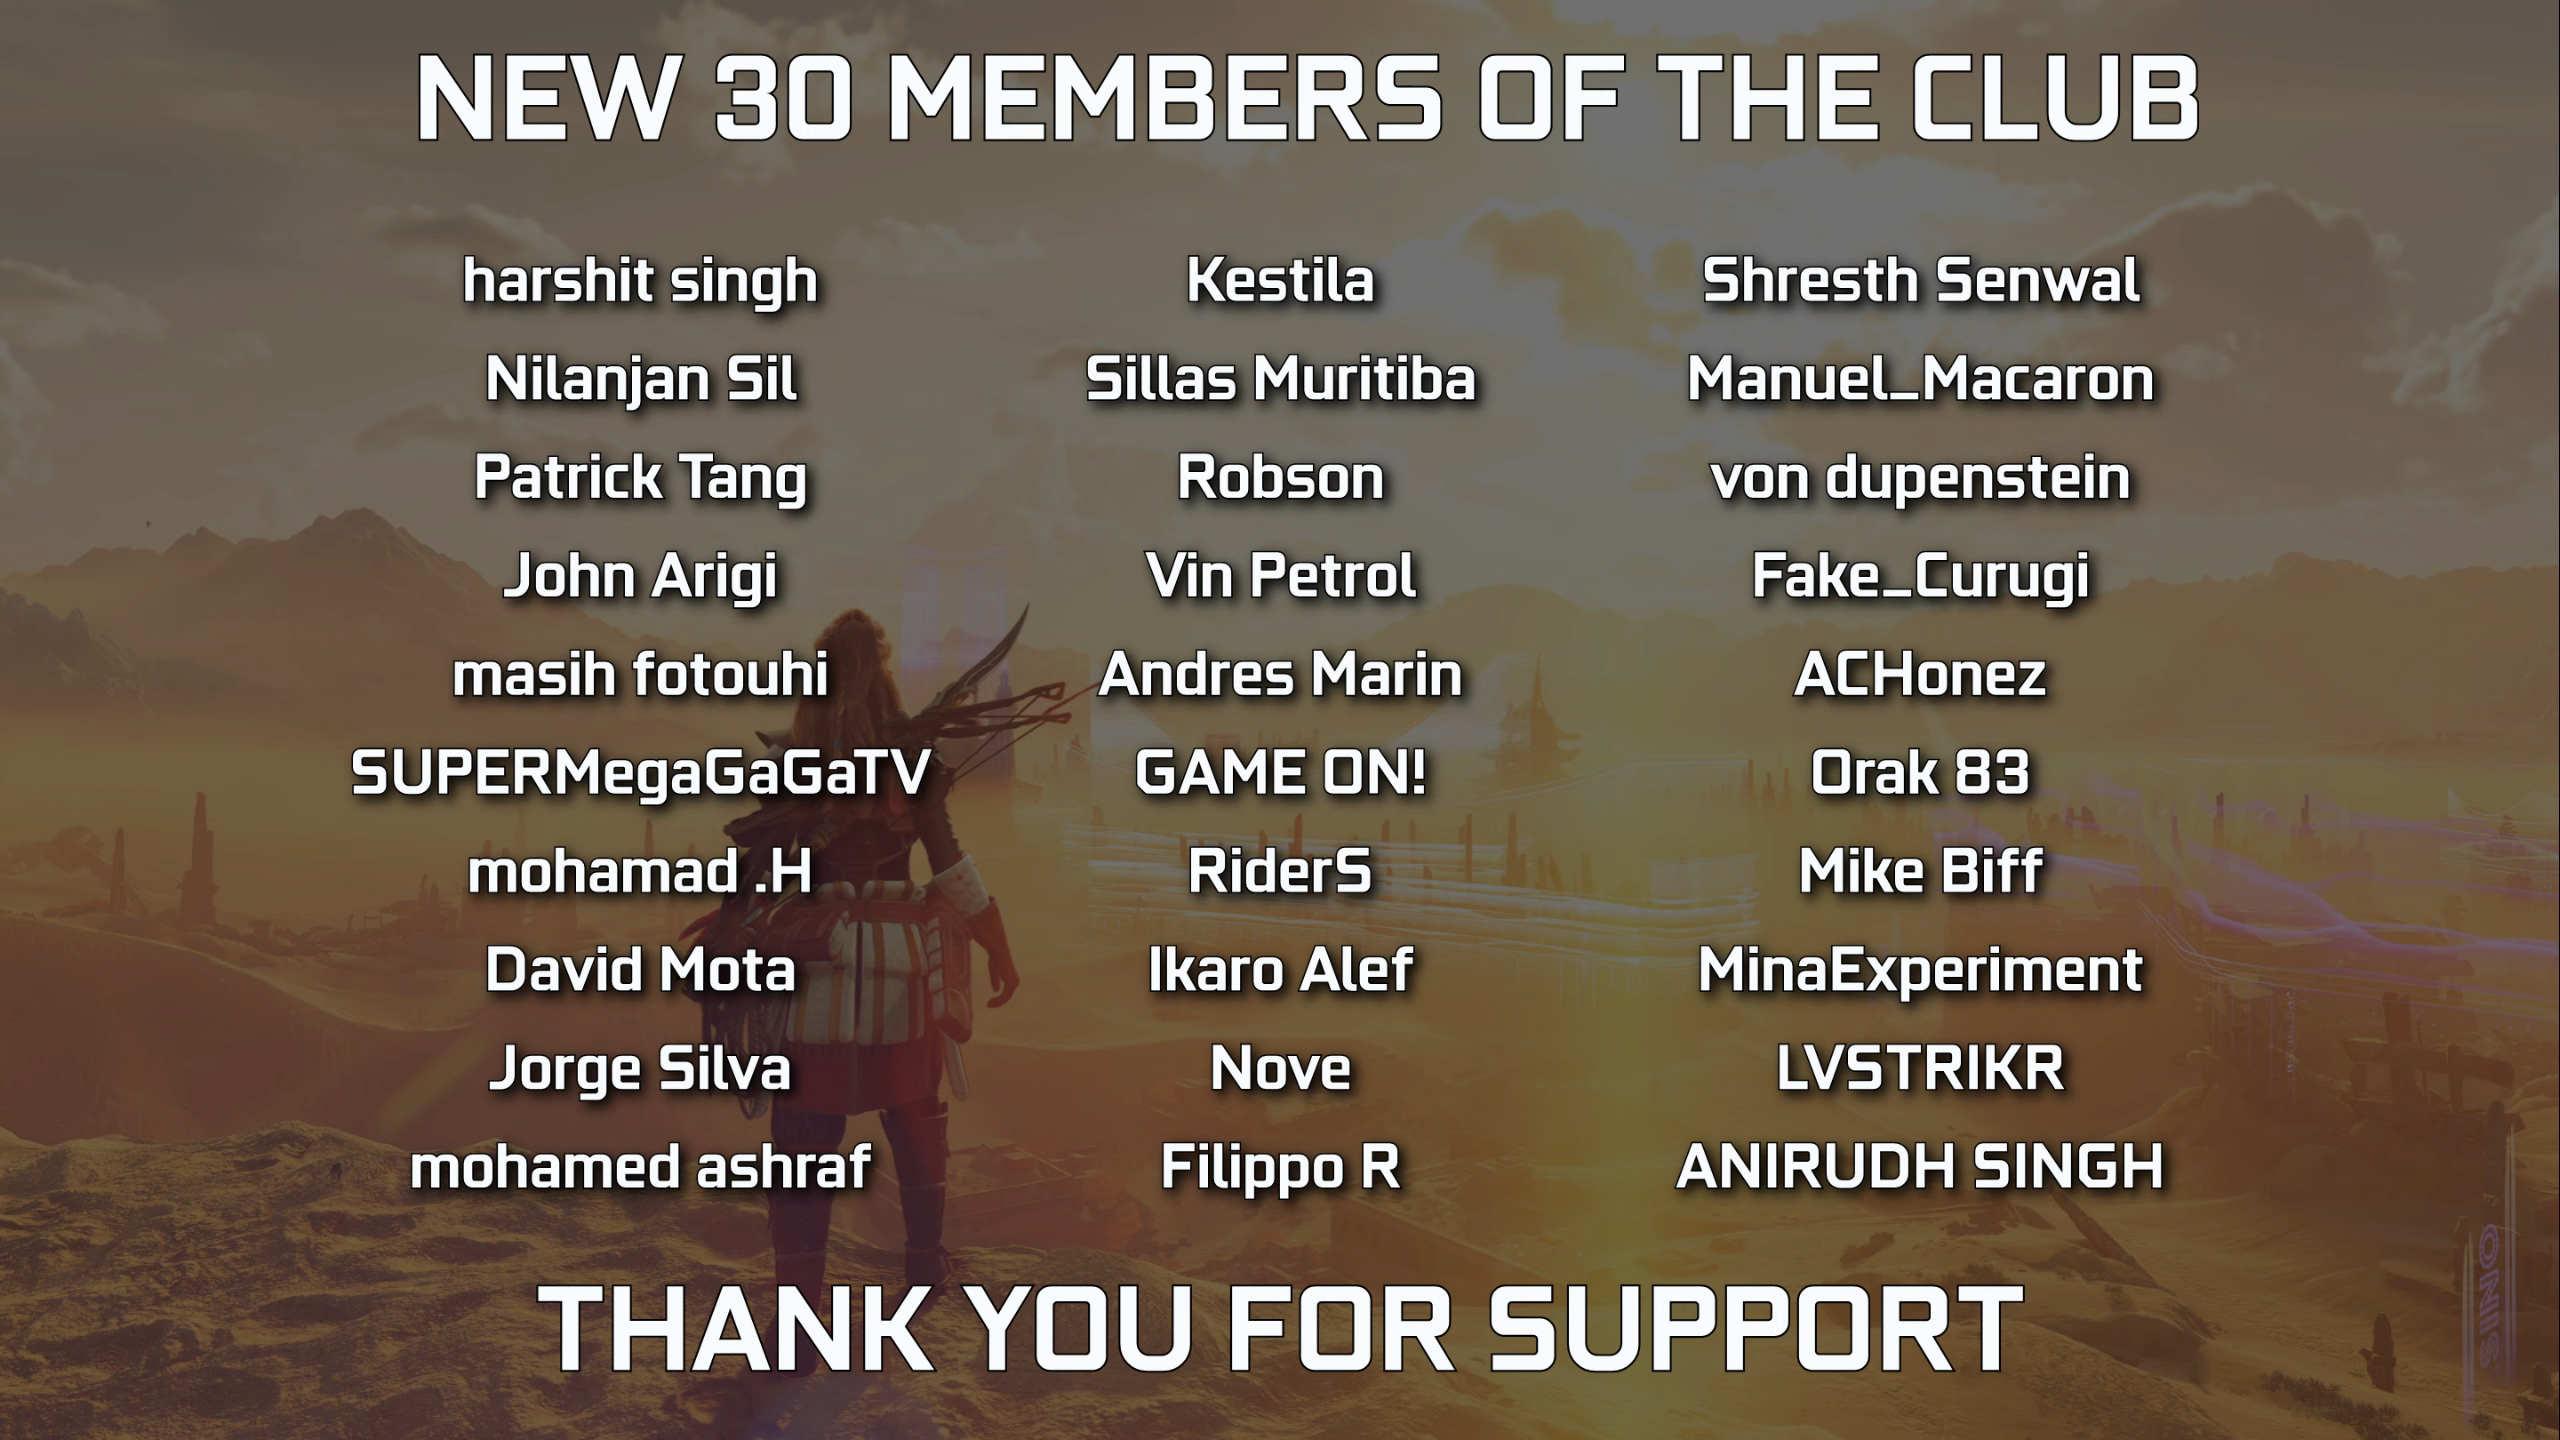 NEW 30 MEMBERS OF THE CLUB
harshit singh
Nilanjan Sil
Patrick Tang
John Arigi
masih fotouhi
SUPERMegaGaGaTV
mohamad .H
David Mota
Jorge Silva
mohamed ashraf
Kestila
Sillas Muritiba
Robson
Vin Petrol
Andres Marin
GAME ON!
RiderS
Ikaro Alef
Nove
Filippo R
Shresth Senwal
Manuel_Macaron
von dupenstein
Fake_Curugi
ACHonez
Orak 83
Mike Biff
MinaExperiment
LVSTRIKR
ANIRUDH SINGH
THANK YOU FOR SUPPORT